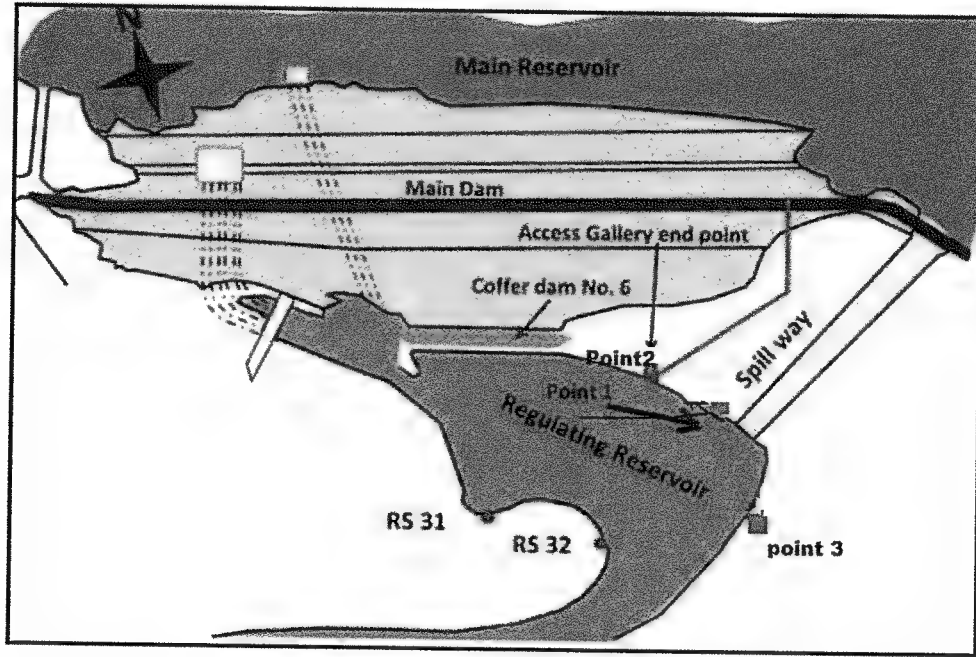 N
Main Reservoir
Main Dam
Access Gallery end point
Coffer dam No. 6
Point2
Point 1
Spill way
Regulating Reservoir
RS 31
RS 32
point 3